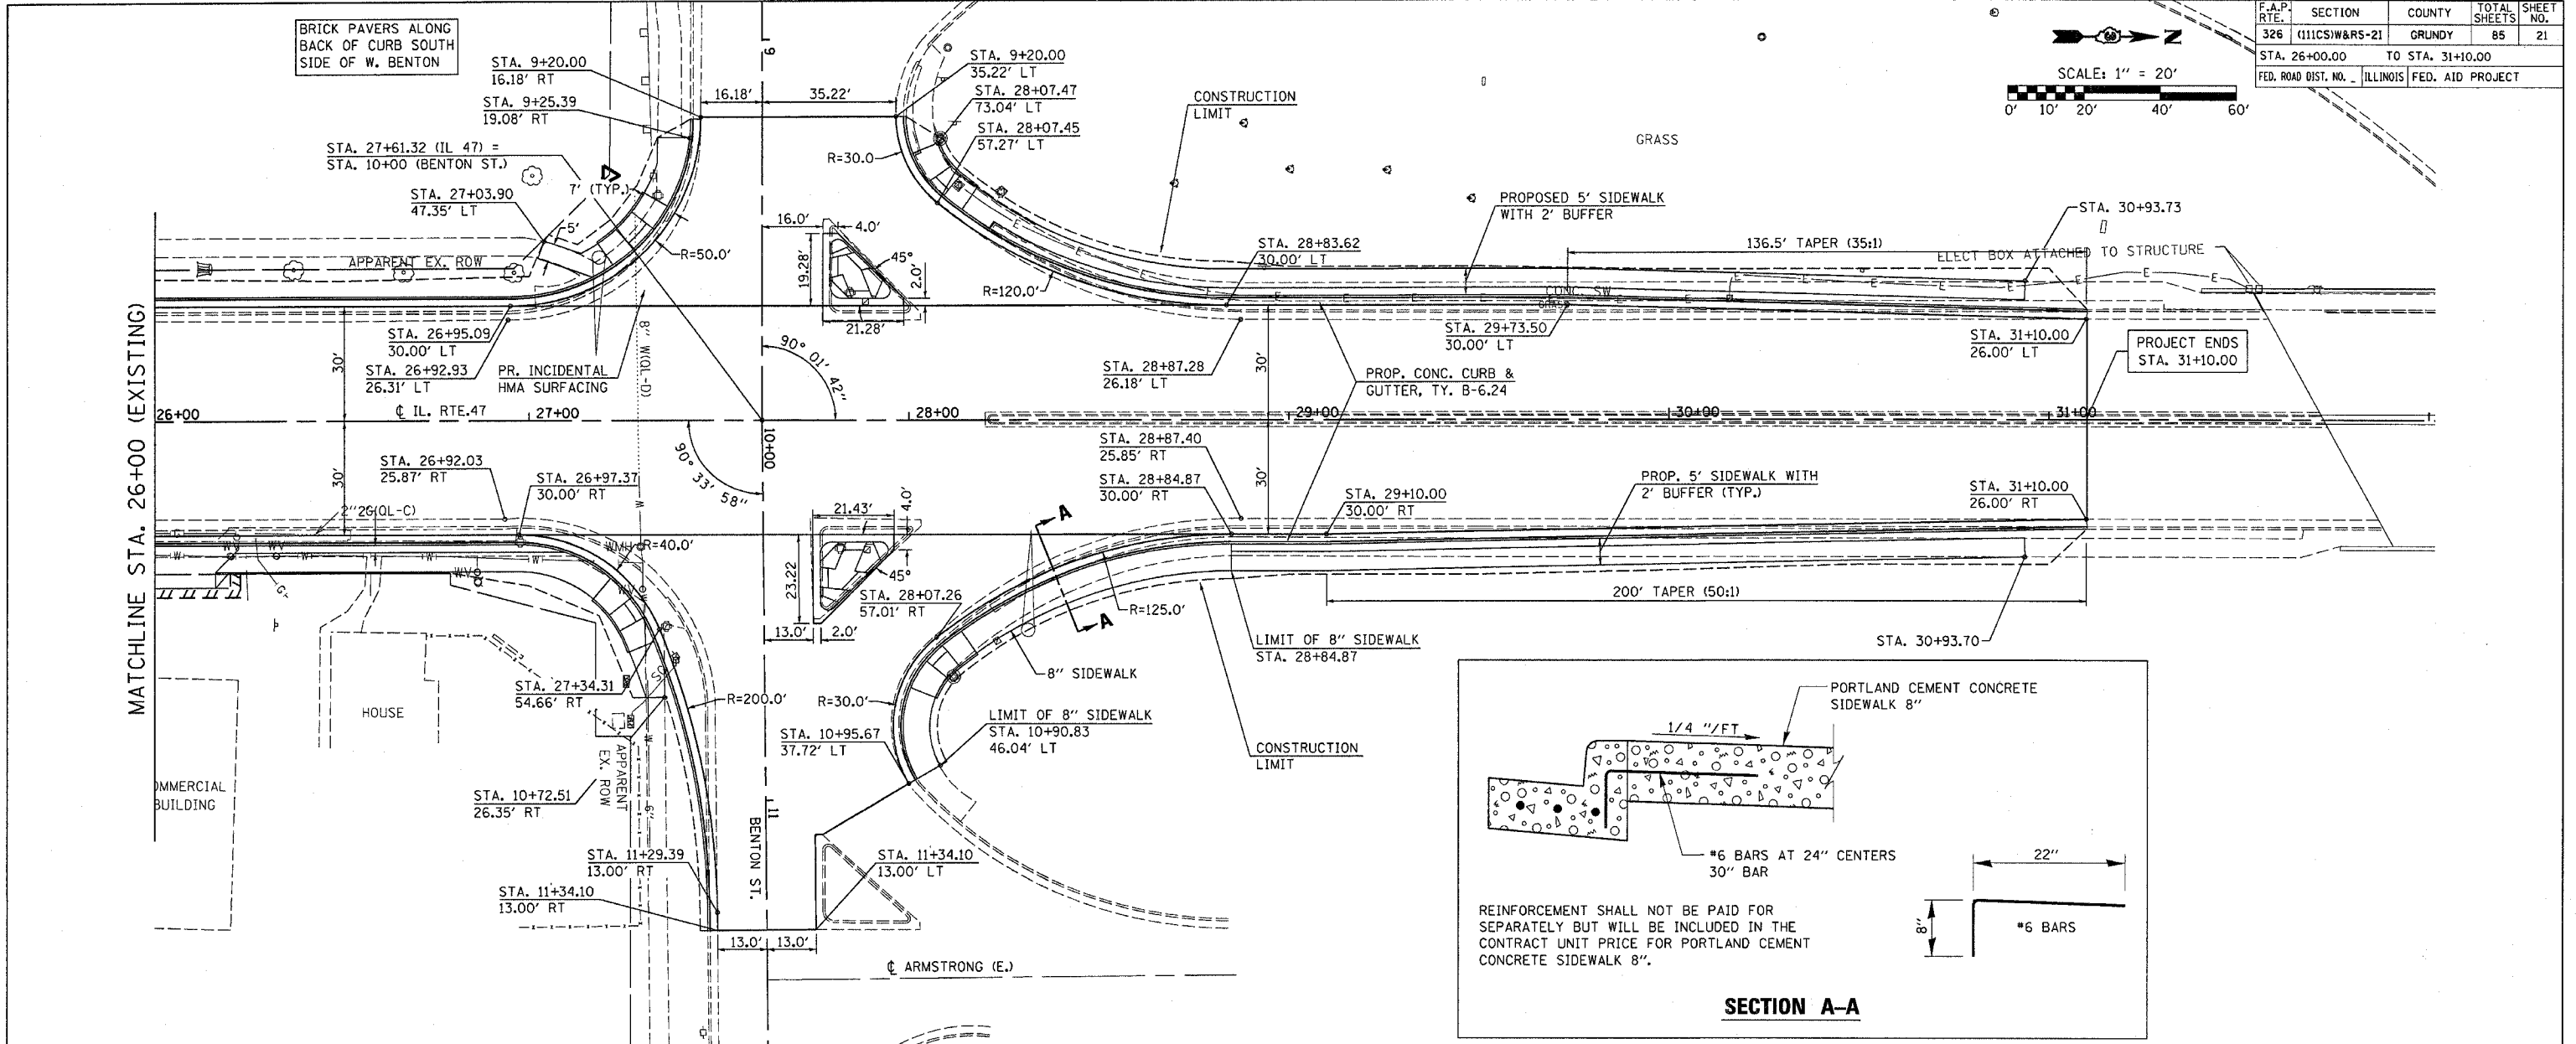 F.A.P. RTE. SECTION COUNTY TOTAL SHEETS SHEET NO.
326 (111CS)W&RS-21 GRUNDY 85 21
STA. 26+00.00 TO STA. 31+10.00
FED. ROAD DIST. NO. _ ILLINOIS FED. AID PROJECT
N
SCALE: 1" = 20'
0' 10' 20' 40' 60'
BRICK PAVERS ALONG
BACK OF CURB SOUTH
SIDE OF W. BENTON
STA. 9+20.00
16.18' RT
STA. 9+25.39
19.08' RT
STA. 27+61.32 (IL 47) =
STA. 10+00 (BENTON ST.)
STA. 27+03.90
47.35' LT
7' (TYP.)
5'
9
16.18'
35.22'
STA. 9+20.00
35.22' LT
STA. 28+07.47
73.04' LT
STA. 28+07.45
57.27' LT
R=30.0
CONSTRUCTION
LIMIT
GRASS
PROPOSED 5' SIDEWALK
WITH 2' BUFFER
STA. 30+93.73
136.5' TAPER (35:1)
ELECT BOX ATTACHED TO STRUCTURE
APPARENT EX. ROW
R=50.0'
16.0'
4.0'
19.28'
45°
2.0'
21.28'
R=120.0'
STA. 28+83.62
30.00' LT
E E E E E E E E E E E E E E
CONC. SW
STA. 29+73.50
30.00' LT
STA. 31+10.00
26.00' LT
PROJECT ENDS
STA. 31+10.00
MATCHLINE STA. 26+00 (EXISTING)
STA. 26+95.09
30.00' LT
STA. 26+92.93
26.31' LT
PR. INCIDENTAL
HMA SURFACING
8" W(QL-D)
90° 01' 42"
STA. 28+87.28
26.18' LT
PROP. CONC. CURB &
GUTTER, TY. B-6.24
30'
30'
26+00
℄ IL. RTE.47
27+00
28+00
29+00
30+00
31+00
10+00
90° 33' 58"
30'
30'
STA. 26+92.03
25.87' RT
STA. 26+97.37
30.00' RT
2"2G(QL-C)
STA. 28+87.40
25.85' RT
STA. 28+84.87
30.00' RT
STA. 29+10.00
30.00' RT
PROP. 5' SIDEWALK WITH
2' BUFFER (TYP.)
STA. 31+10.00
26.00' RT
21.43'
4.0'
23.22
45°
13.0'
2.0'
A
A
R=40.0'
WMH
WV
STA. 28+07.26
57.01' RT
R=125.0'
200' TAPER (50:1)
LIMIT OF 8" SIDEWALK
STA. 28+84.87
STA. 30+93.70
8" SIDEWALK
HOUSE
STA. 27+34.31
54.66' RT
R=200.0'
R=30.0'
LIMIT OF 8" SIDEWALK
STA. 10+90.83
46.04' LT
STA. 10+95.67
37.72' LT
CONSTRUCTION
LIMIT
APPARENT
EX. ROW
OMMERCIAL
BUILDING
STA. 10+72.51
26.35' RT
6"
11
BENTON ST.
STA. 11+29.39
13.00' RT
STA. 11+34.10
13.00' LT
STA. 11+34.10
13.00' RT
13.0' 13.0'
℄ ARMSTRONG (E.)
PORTLAND CEMENT CONCRETE
SIDEWALK 8"
1/4 "/FT
#6 BARS AT 24" CENTERS
30" BAR
22"
8"
#6 BARS
REINFORCEMENT SHALL NOT BE PAID FOR
SEPARATELY BUT WILL BE INCLUDED IN THE
CONTRACT UNIT PRICE FOR PORTLAND CEMENT
CONCRETE SIDEWALK 8".
SECTION A–A